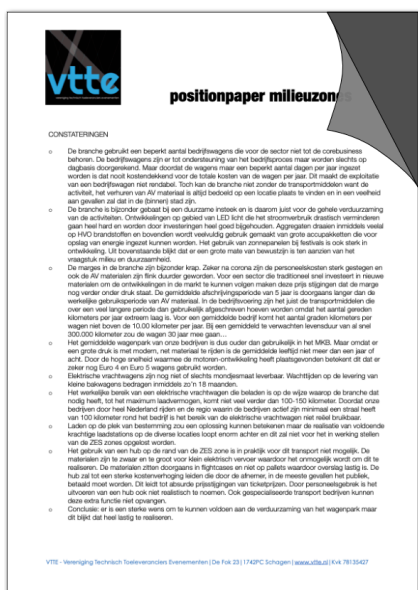 vtte
positionpaper milieuzones
CONSTATERINGEN
o De branche gebruikt een beperkt aantal bedrijfswagens die voor de sector niet tot de corebusiness
behoren. De bedrijfswagens zijn er tot ondersteuning van het bedrijfsproces maar worden slechts op
dagbasis doorgerekend. Maar doordat de wagens maar een beperkt aantal dagen per jaar ingezet
worden is dat nooit kostendekkend voor de totale kosten van de wagen per jaar. Dit maakt de exploitatie
van een bedrijfswagen niet rendabel. Toch kan de branche niet zonder de transportmiddelen want de
activiteit, het verhuren van AV materiaal is altijd bedoeld op een locatie plaats te vinden en in een veelheid
aan gevallen zal dat in de (binnen) stad zijn.
o De branche is bijzonder gebaat bij een duurzame insteek en is daarom juist voor de gehele verduurzaming
van de activiteiten. Ontwikkelingen op gebied van LED licht die het stroomverbruik drastisch verminderen
gaan heel hard en worden door investeringen heel goed bijgehouden. Aggregaten draaien inmiddels veelal
op HVO brandstoffen en bovendien wordt veelvuldig gebruik gemaakt van grote accupakketten die voor
opslag van energie ingezet kunnen worden. Het gebruik van zonnepanelen bij festivals is ook sterk in
ontwikkeling. Uit bovenstaande blijkt dat er een grote mate van bewustzijn is ten aanzien van het
vraagstuk milieu en duurzaamheid.
o De marges in de branche zijn bijzonder krap. Zeker na corona zijn de personeelskosten sterk gestegen en
ook de AV materialen zijn flink duurder geworden. Voor een sector die traditioneel snel investeert in nieuwe
materialen om de ontwikkelingen in de markt te kunnen volgen maken deze prijs stijgingen dat de marge
nog verder onder druk staat. De gemiddelde afschrijvingsperiode van 5 jaar is doorgaans langer dan de
werkelijke gebruiksperiode van AV materiaal. In de bedrijfsvoering zijn het juist de transportmiddelen die
over een veel langere periode dan gebruikelijk afgeschreven hoeven worden omdat het aantal gereden
kilometers per jaar extreem laag is. Voor een gemiddelde bedrijf komt het aantal graden kilometers per
wagen niet boven de 10.00 kilometer per jaar. Bij een gemiddeld te verwachten levensduur van al snel
300.000 kilometer zou de wagen 30 jaar mee gaan…
o Het gemiddelde wagenpark van onze bedrijven is dus ouder dan gebruikelijk in het MKB. Maar omdat er
een grote druk is met modern, net materiaal te rijden is de gemiddelde leeftijd niet meer dan een jaar of
acht. Door de hoge snelheid waarmee de motoren-ontwikkeling heeft plaatsgevonden betekent dit dat er
zeker nog Euro 4 en Euro 5 wagens gebruikt worden.
o Elektrische vrachtwagens zijn nog niet of slechts mondjesmaat leverbaar. Wachttijden op de levering van
kleine bakwagens bedragen inmiddels zo'n 18 maanden.
o Het werkelijke bereik van een elektrische vrachtwagen die beladen is op de wijze waarop de branche dat
nodig heeft, tot het maximum laadvermogen, komt niet veel verder dan 100-150 kilometer. Doordat onze
bedrijven door heel Nederland rijden en de regio waarin de bedrijven actief zijn minimaal een straal heeft
van 100 kilometer rond het bedrijf is het bereik van de elektrische vrachtwagen niet reëel bruikbaar.
o Laden op de plek van bestemming zou een oplossing kunnen betekenen maar de realisatie van voldoende
krachtige laadstations op de diverse locaties loopt enorm achter en dit zal niet voor het in werking stellen
van de ZES zones opgelost worden.
o Het gebruik van een hub op de rand van de ZES zone is in praktijk voor dit transport niet mogelijk. De
materialen zijn te zwaar en te groot voor klein elektrisch vervoer waardoor het onmogelijk wordt om dit te
realiseren. De materialen zitten doorgaans in flightcases en niet op pallets waardoor overslag lastig is. De
hub zal tot een sterke kostenverhoging leiden die door de afnemer, in de meeste gevallen het publiek,
betaald moet worden. Dit leidt tot absurde prijsstijgingen van ticketprijzen. Door personeelsgebrek is het
uitvoeren van een hub ook niet realistisch te noemen. Ook gespecialiseerde transport bedrijven kunnen
deze extra functie niet opvangen.
o Conclusie: er is een sterke wens om te kunnen voldoen aan de verduurzaming van het wagenpark maar
dit blijkt dat heel lastig te realiseren.
VTTE - Vereniging Technisch Toeleveranciers Evenementen | De Fok 23 | 1742PC Schagen | www.vtte.nl | Kvk 78135427